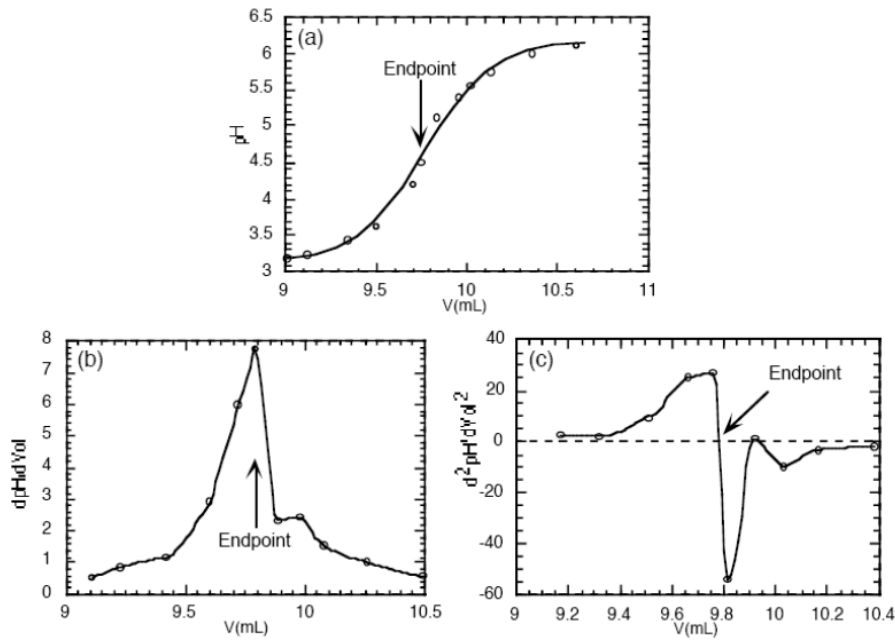 (a)
Endpoint
pH
6.5
6
5.5
5
4.5
4
3.5
3
9 9.5 10 10.5 11
V(mL)
(b)
Endpoint
dpH/dVol
8
7
6
5
4
3
2
1
0
9 9.5 10 10.5
V(mL)
(c)
Endpoint
d²pH/dVol²
40
20
0
-20
-40
-60
9 9.2 9.4 9.6 9.8 10 10.2 10.4
V(mL)